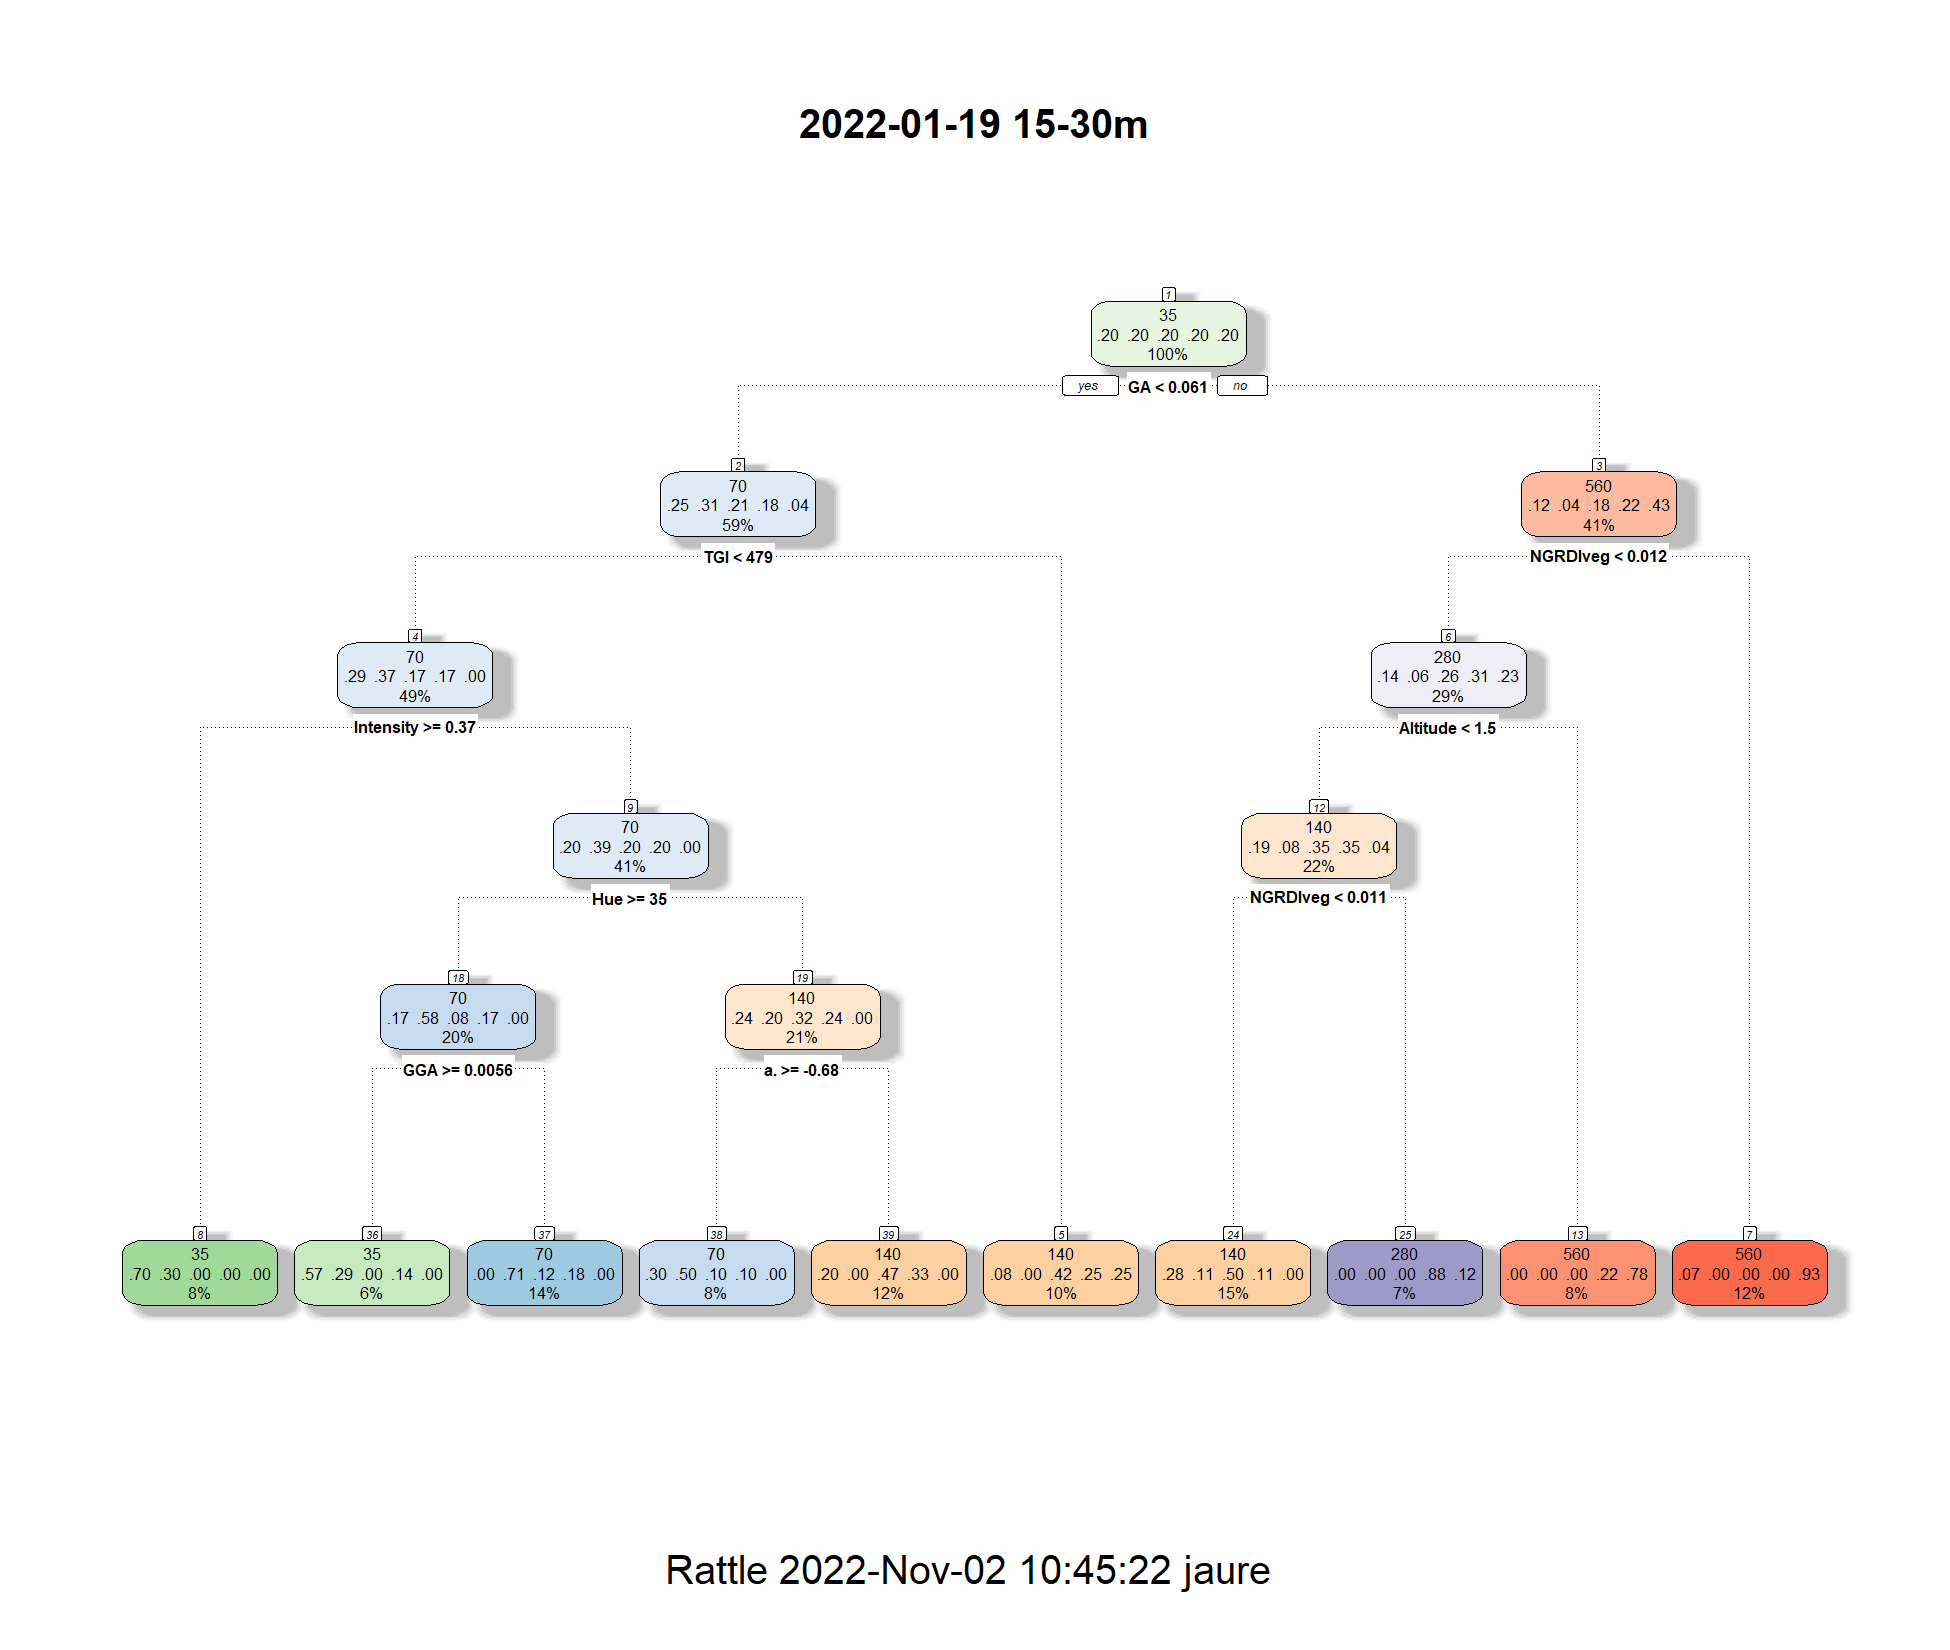 2022-01-19 15-30m
1
35
.20 .20 .20 .20 .20
100%
yes GA < 0.061 no
2
70
.25 .31 .21 .18 .04
59%
TGI < 479
3
560
.12 .04 .18 .22 .43
41%
NGRDIveg < 0.012
4
70
.29 .37 .17 .17 .00
49%
Intensity >= 0.37
6
280
.14 .06 .26 .31 .23
29%
Altitude < 1.5
9
70
.20 .39 .20 .20 .00
41%
Hue >= 35
12
140
.19 .08 .35 .35 .04
22%
NGRDIveg < 0.011
18
70
.17 .58 .08 .17 .00
20%
GGA >= 0.0056
19
140
.24 .20 .32 .24 .00
21%
a. >= -0.68
8
35
.70 .30 .00 .00 .00
8%
36
35
.57 .29 .00 .14 .00
6%
37
70
.00 .71 .12 .18 .00
14%
38
70
.30 .50 .10 .10 .00
8%
39
140
.20 .00 .47 .33 .00
12%
5
140
.08 .00 .42 .25 .25
10%
24
140
.28 .11 .50 .11 .00
15%
25
280
.00 .00 .00 .88 .12
7%
13
560
.00 .00 .00 .22 .78
8%
7
560
.07 .00 .00 .00 .93
12%
Rattle 2022-Nov-02 10:45:22 jaure